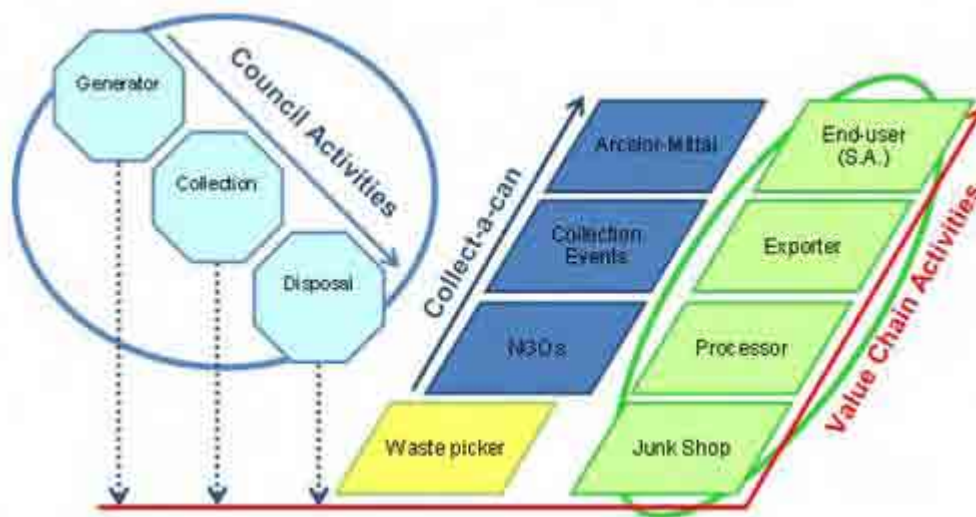 Generator
Council Activities
Collection
Disposal
Collect-a-can
Arcelor-Mittal
Collection
Events
NGOs
Waste picker
End-user
(S.A.)
Exporter
Processor
Junk Shop
Value Chain Activities